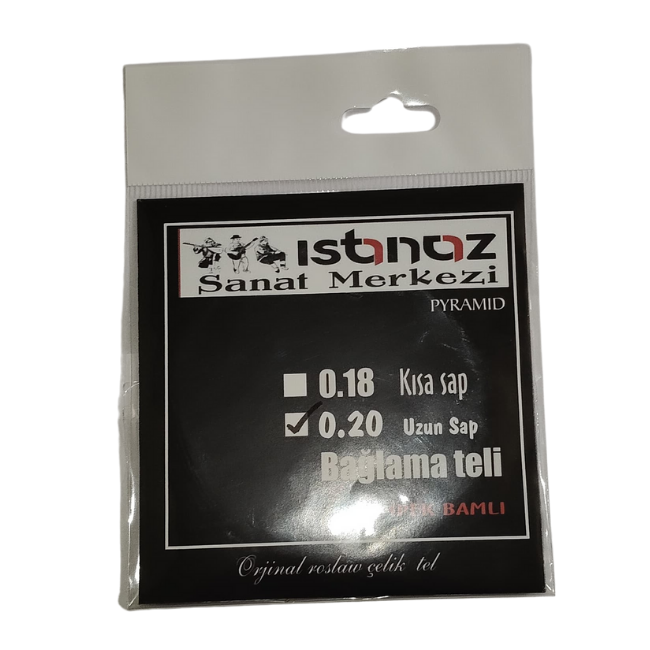 ıstanaz
Sanat Merkezi
PYRAMID
0.18 Kısa sap
0.20 Uzun Sap
Bağlama teli
BAMLI
Orjinal roslaw çelik tel